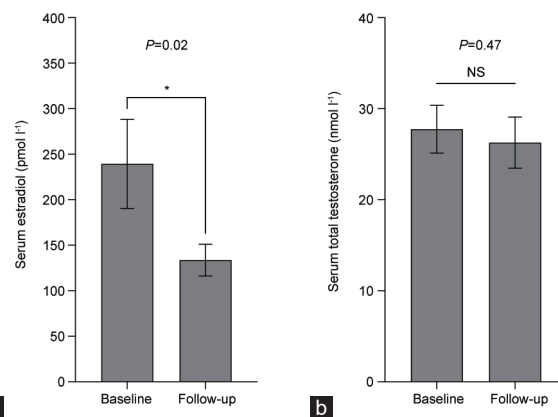 400
350
300
250
200
150
100
50
0
Serum estradiol (pmol l-1)
P=0.02
*
Baseline Follow-up
40
30
20
10
0
Serum total testosterone (nmol l-1)
P=0.47
NS
Baseline Follow-up
b